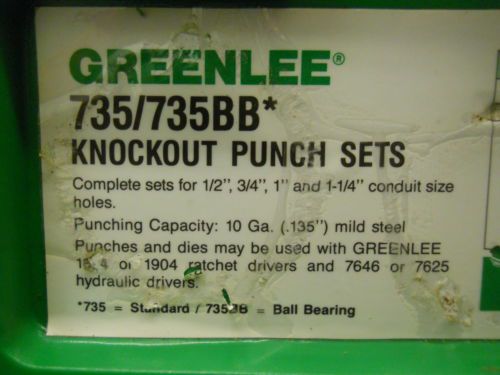 GREENLEE®
735/735BB*
KNOCKOUT PUNCH SETS
Complete sets for 1/2", 3/4", 1" and 1-1/4" conduit size
holes.
Punching Capacity: 10 Ga. (.135") mild steel
Punches and dies may be used with GREENLEE
or 1904 ratchet drivers and 7646 or 7625
hydraulic drivers.
*735 = Standard / 735BB = Ball Bearing